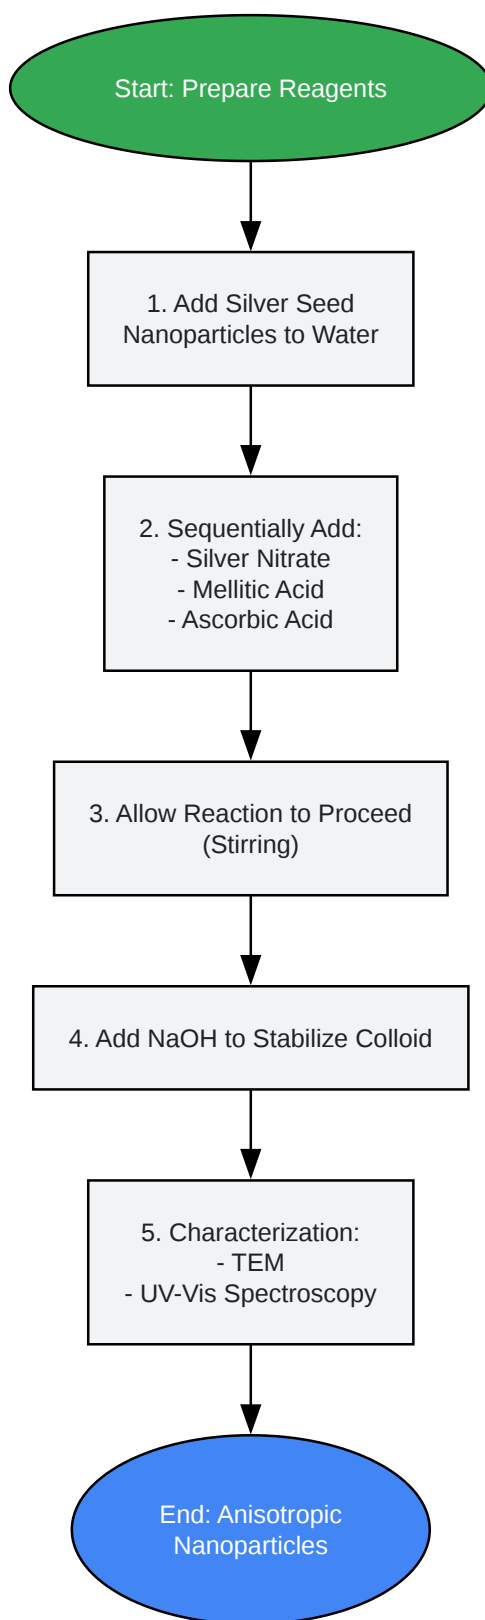 Start: Prepare Reagents
1. Add Silver Seed
Nanoparticles to Water
2. Sequentially Add:
- Silver Nitrate
- Mellitic Acid
- Ascorbic Acid
3. Allow Reaction to Proceed
(Stirring)
4. Add NaOH to Stabilize Colloid
5. Characterization:
- TEM
- UV-Vis Spectroscopy
End: Anisotropic
Nanoparticles